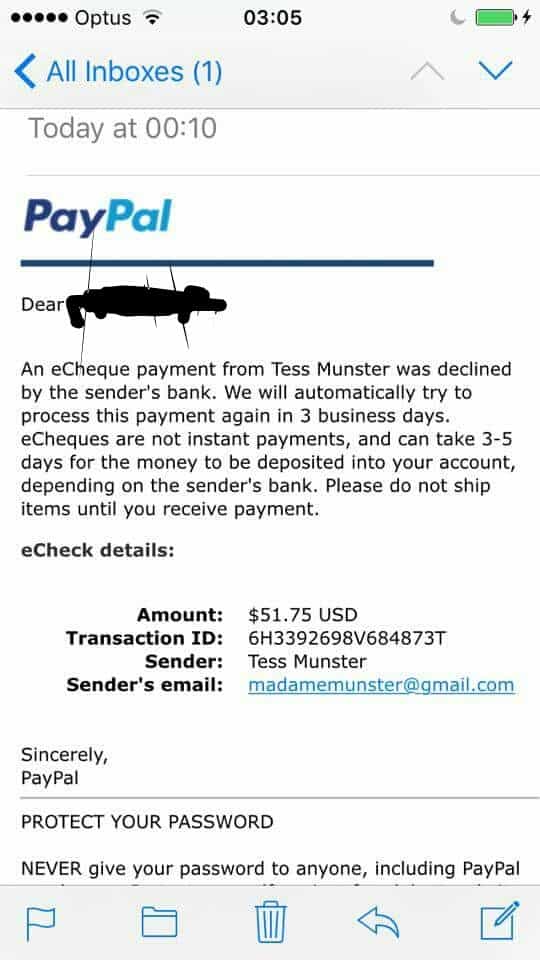 Optus 03:05
All Inboxes (1)
Today at 00:10
PayPal
Dear
An eCheque payment from Tess Munster was declined
by the sender's bank. We will automatically try to
process this payment again in 3 business days.
eCheques are not instant payments, and can take 3-5
days for the money to be deposited into your account,
depending on the sender's bank. Please do not ship
items until you receive payment.
eCheck details:
Amount: $51.75 USD
Transaction ID: 6H3392698V684873T
Sender: Tess Munster
Sender's email: madamemunster@gmail.com
Sincerely,
PayPal
PROTECT YOUR PASSWORD
NEVER give your password to anyone, including PayPal